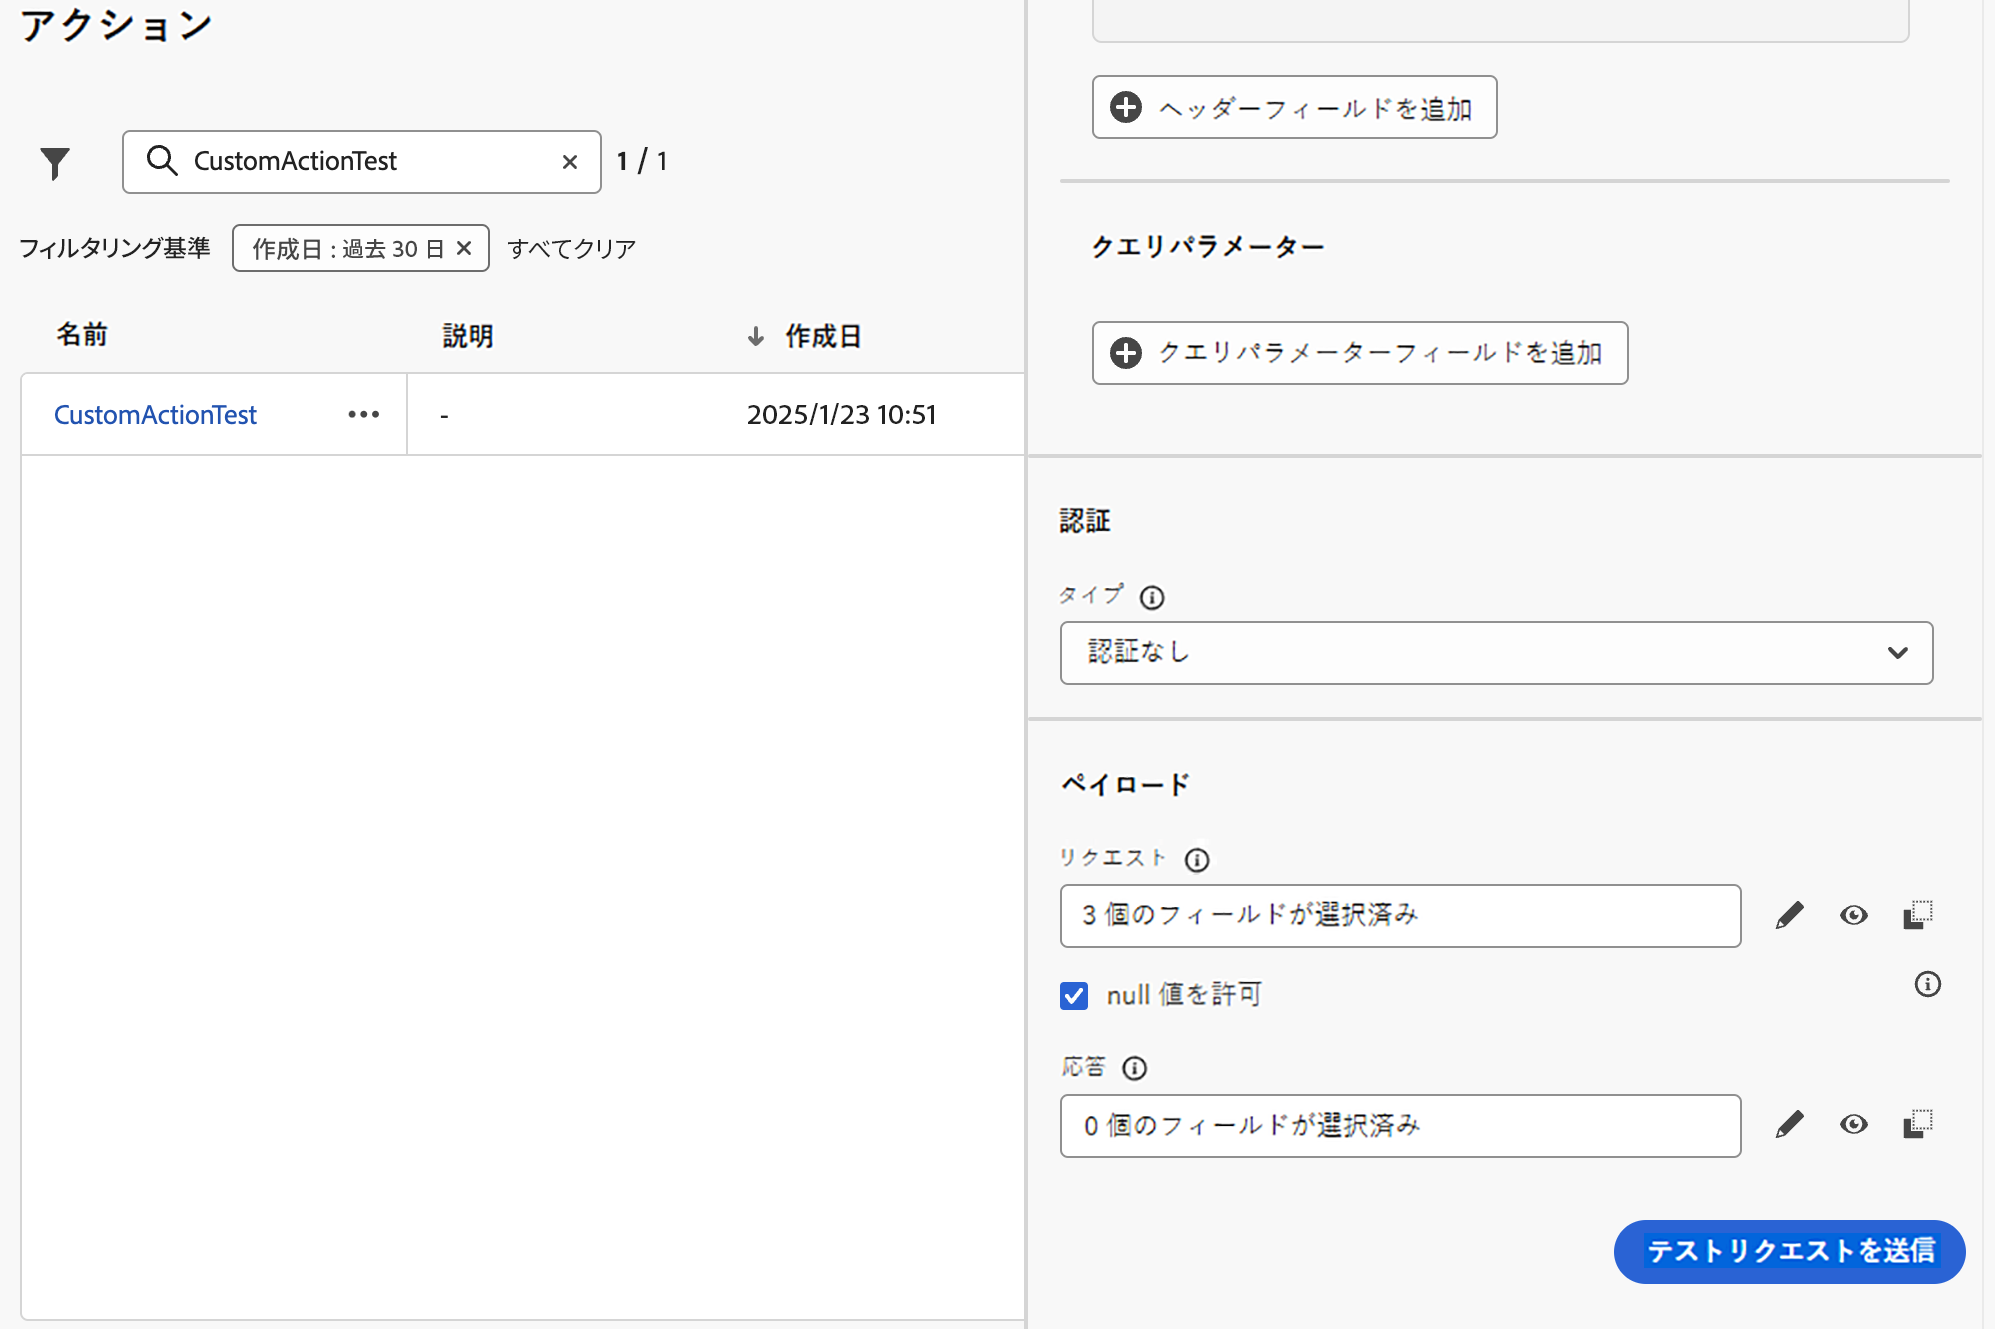 アクション
CustomActionTest
1 / 1
フィルタリング基準
作成日 : 過去 30 日
すべてクリア
名前
説明
作成日
CustomActionTest
-
2025/1/23 10:51
ヘッダーフィールドを追加
クエリパラメーター
クエリパラメーターフィールドを追加
認証
タイプ
認証なし
ペイロード
リクエスト
3 個のフィールドが選択済み
null 値を許可
応答
0 個のフィールドが選択済み
テストリクエストを送信